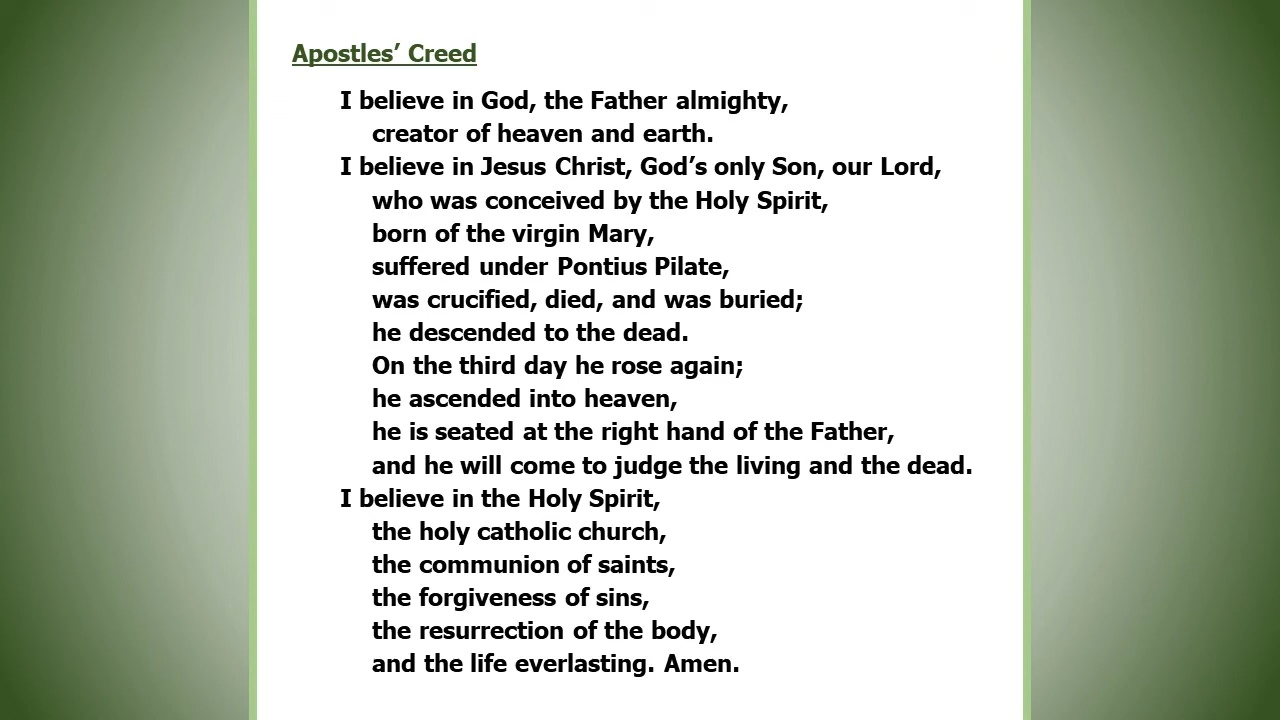 Apostles’ Creed
I believe in God, the Father almighty,
creator of heaven and earth.
I believe in Jesus Christ, God’s only Son, our Lord,
who was conceived by the Holy Spirit,
born of the virgin Mary,
suffered under Pontius Pilate,
was crucified, died, and was buried;
he descended to the dead.
On the third day he rose again;
he ascended into heaven,
he is seated at the right hand of the Father,
and he will come to judge the living and the dead.
I believe in the Holy Spirit,
the holy catholic church,
the communion of saints,
the forgiveness of sins,
the resurrection of the body,
and the life everlasting. Amen.